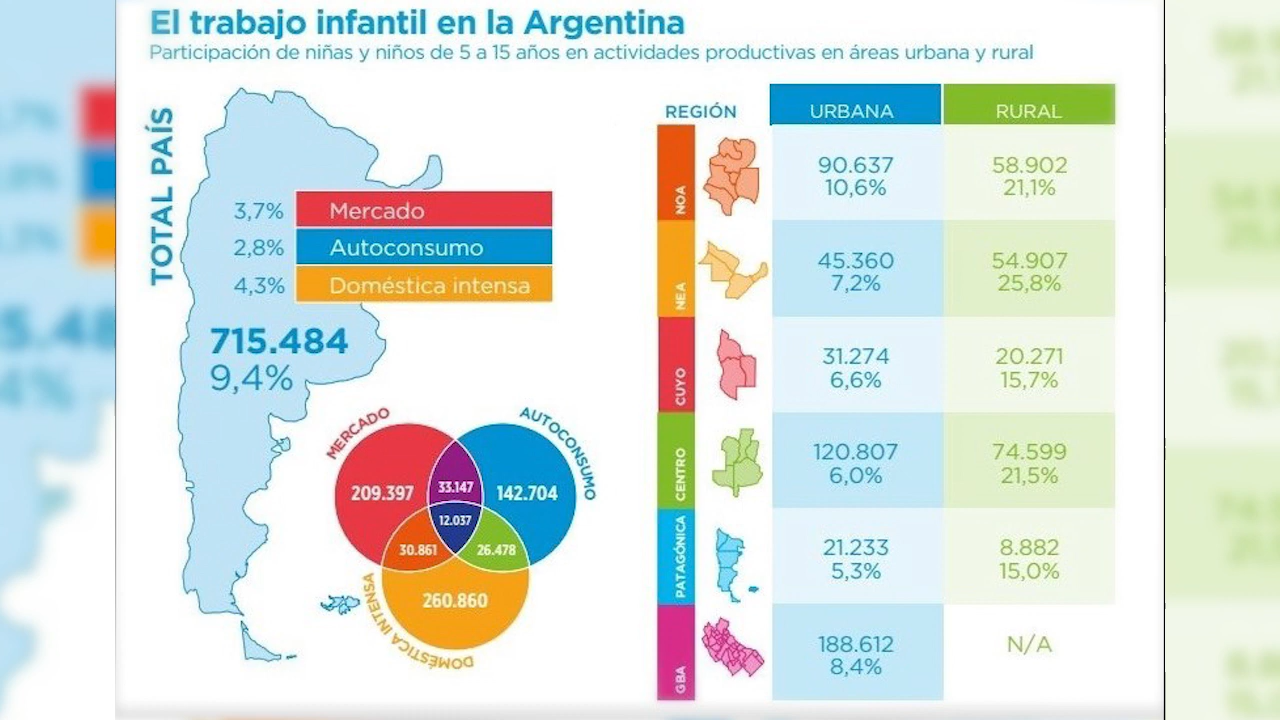 El trabajo infantil en la Argentina
Participación de niñas y niños de 5 a 15 años en actividades productivas en áreas urbana y rural
TOTAL PAÍS
3,7% Mercado
2,8% Autoconsumo
4,3% Doméstica intensa
715.484
9,4%
MERCADO
AUTOCONSUMO
DOMÉSTICA INTENSA
209.397
33.147
142.704
12.037
30.861
26.478
260.860
REGIÓN URBANA RURAL
NOA
90.637 58.902
10,6% 21,1%
NEA
45.360 54.907
7,2% 25,8%
CUYO
31.274 20.271
6,6% 15,7%
CENTRO
120.807 74.599
6,0% 21,5%
PATAGÓNICA
21.233 8.882
5,3% 15,0%
GBA
188.612 N/A
8,4%